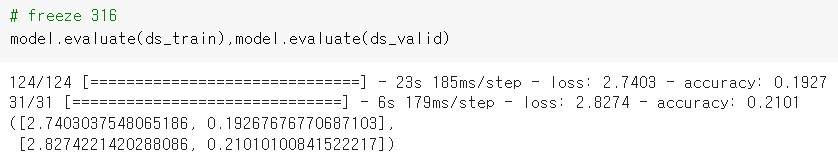 # freeze 316
model.evaluate(ds_train),model.evaluate(ds_valid)
124/124 [==============================] - 23s 185ms/step - loss: 2.7403 - accuracy: 0.1927
31/31 [==============================] - 6s 179ms/step - loss: 2.8274 - accuracy: 0.2101
([2.7403037548065186, 0.19267676770687103],
 [2.8274221420288086, 0.21010100841522217])